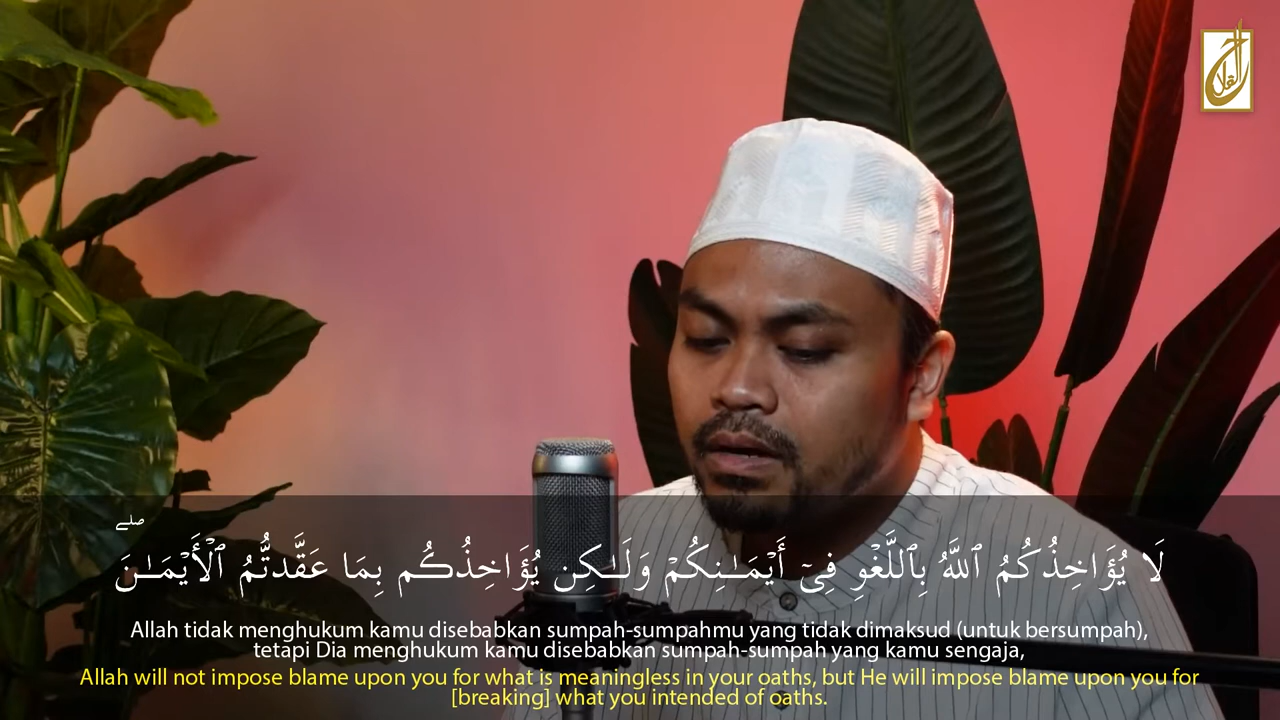 لَا يُؤَاخِذُكُمُ ٱللَّهُ بِٱللَّغْوِ فِىٓ أَيْمَـٰنِكُمْ وَلَـٰكِن يُؤَاخِذُكُم بِمَا عَقَّدتُّمُ ٱلْأَيْمَـٰنَ ۖ
Allah tidak menghukum kamu disebabkan sumpah-sumpahmu yang tidak dimaksud (untuk bersumpah),
tetapi Dia menghukum kamu disebabkan sumpah-sumpah yang kamu sengaja,
Allah will not impose blame upon you for what is meaningless in your oaths, but He will impose blame upon you for
[breaking] what you intended of oaths.